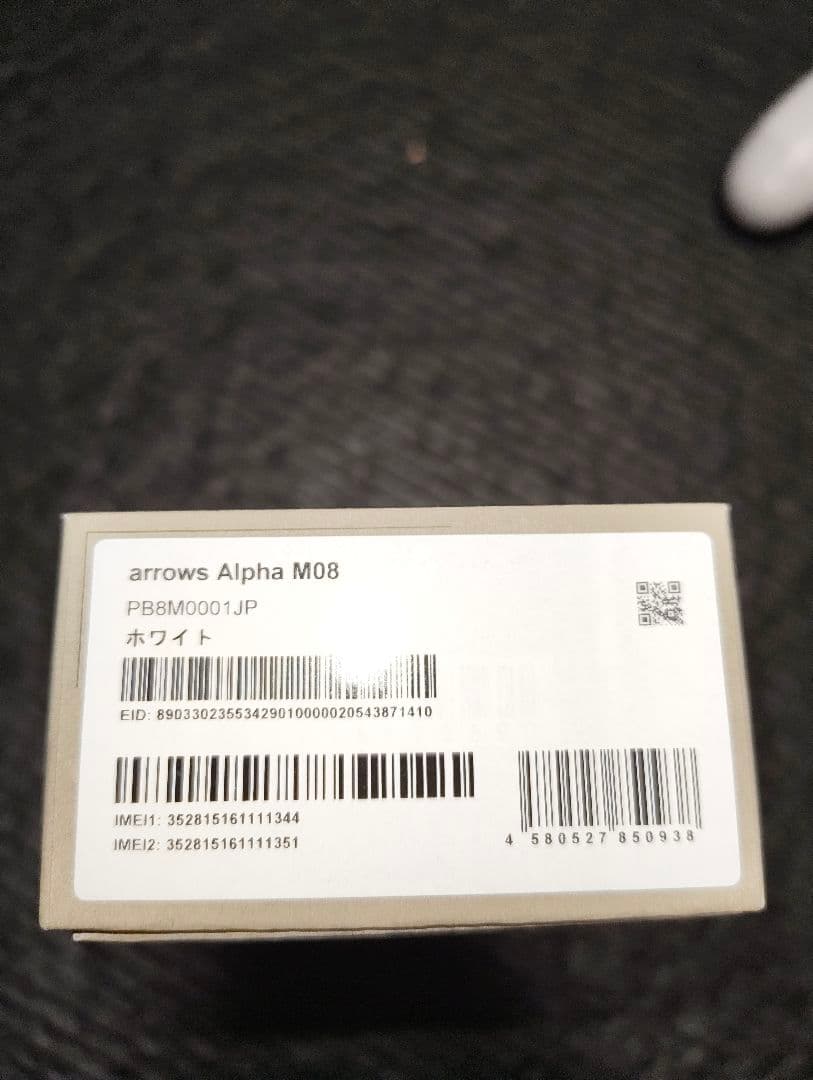 arrows Alpha M08
PB8M0001JP
ホワイト
EID: 89033023553429010000020543871410
IMEI1: 352815161111344
IMEI2: 352815161111351
4 580527 850938